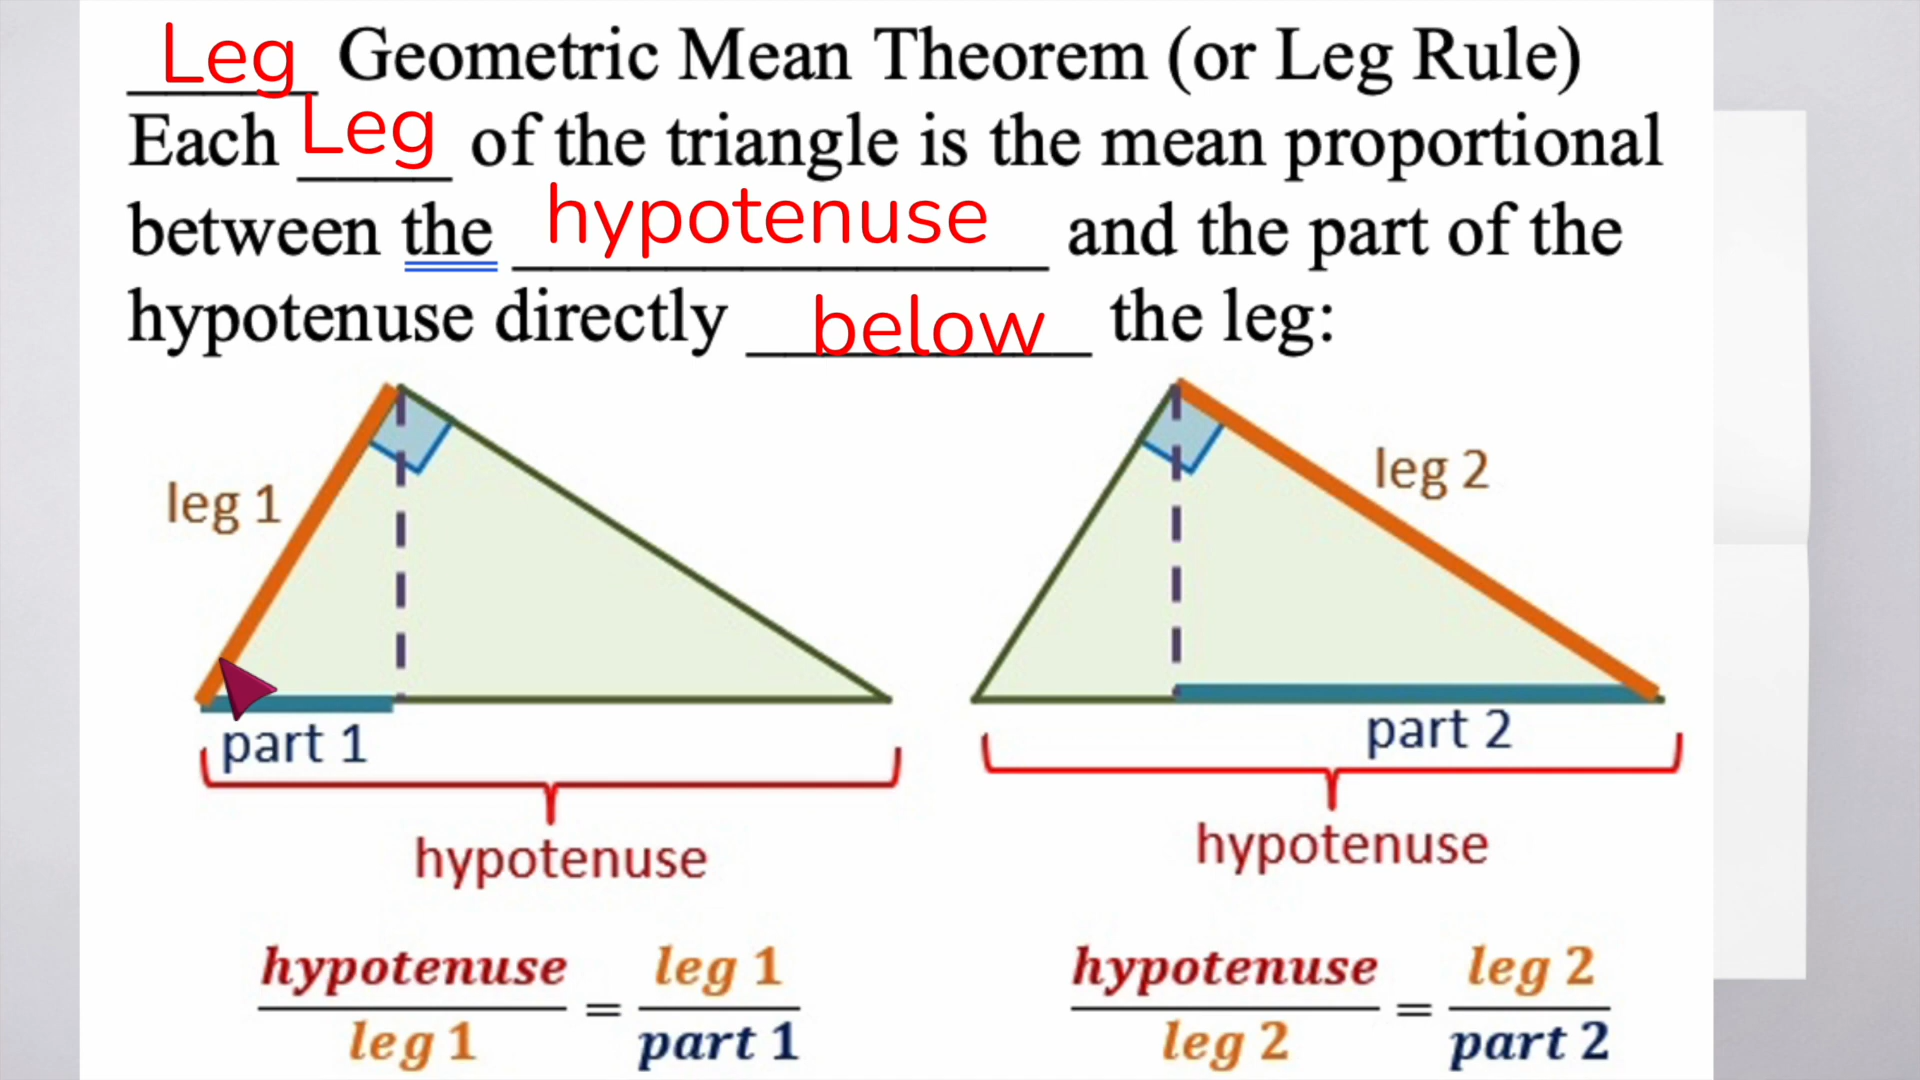 Leg Geometric Mean Theorem (or Leg Rule)
Each Leg of the triangle is the mean proportional
between the hypotenuse and the part of the
hypotenuse directly below the leg:
leg 1
part 1
hypotenuse
leg 2
part 2
hypotenuse
hypotenuse / leg 1 = leg 1 / part 1
hypotenuse / leg 2 = leg 2 / part 2